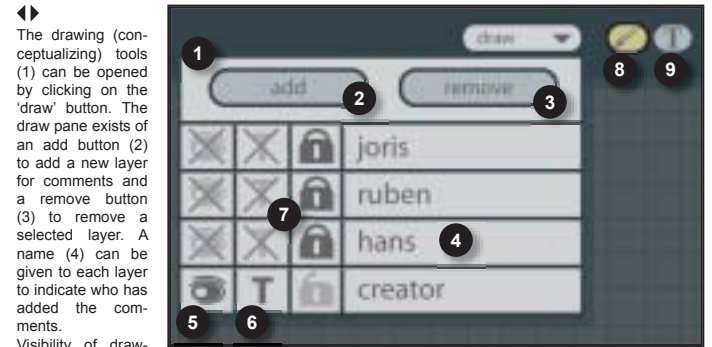 The drawing (con-
ceptualizing) tools
(1) can be opened
by clicking on the
‘draw’ button. The
draw pane exists of
an add button (2)
to add a new layer
for comments and
a remove button
(3) to remove a
selected layer. A
name (4) can be
given to each layer
to indicate who has
added the com-
ments.
Visibility of draw-
draw
8
T
9
1
add
2
remove
3
joris
ruben
7
hans
4
T
creator
5
6